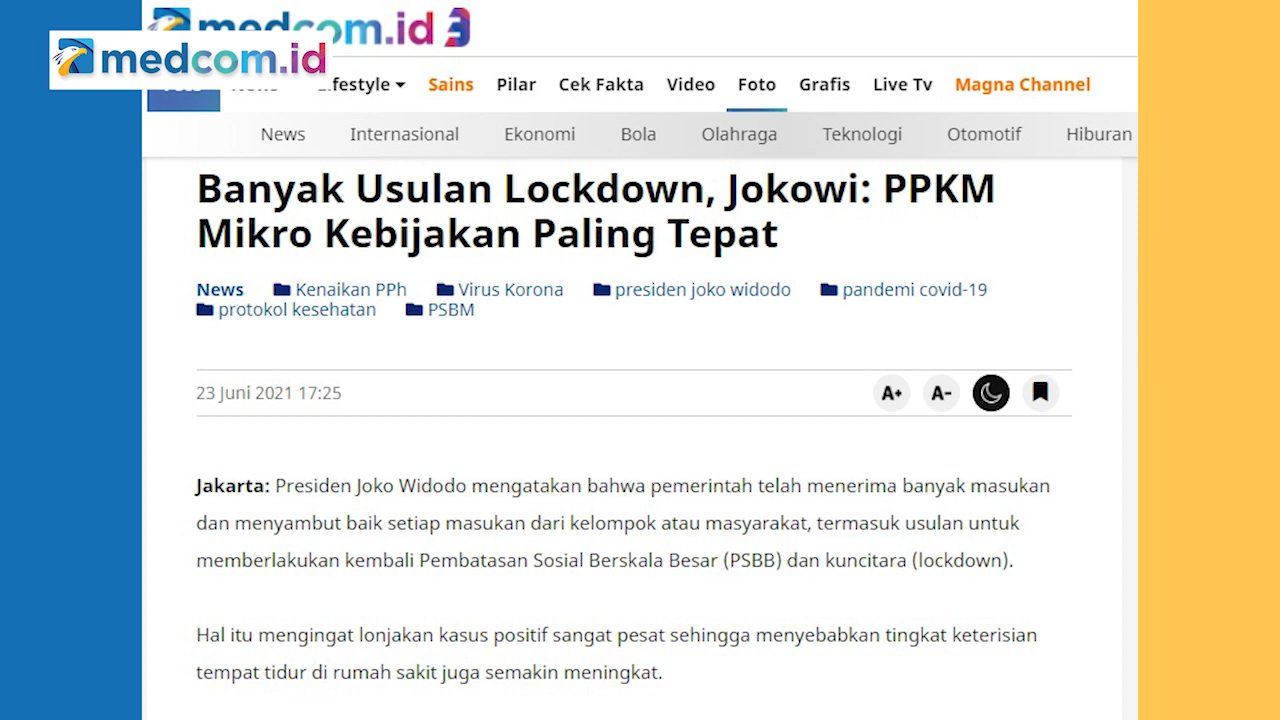 medcom.id
medcom.id
Lifestyle Sains Pilar Cek Fakta Video Foto Grafis Live Tv Magna Channel
News Internasional Ekonomi Bola Olahraga Teknologi Otomotif Hiburan
Banyak Usulan Lockdown, Jokowi: PPKM
Mikro Kebijakan Paling Tepat
News Kenaikan PPh Virus Korona presiden joko widodo pandemi covid-19
protokol kesehatan PSBM
23 Juni 2021 17:25 A+ A-
Jakarta: Presiden Joko Widodo mengatakan bahwa pemerintah telah menerima banyak masukan
dan menyambut baik setiap masukan dari kelompok atau masyarakat, termasuk usulan untuk
memberlakukan kembali Pembatasan Sosial Berskala Besar (PSBB) dan kuncitara (lockdown).
Hal itu mengingat lonjakan kasus positif sangat pesat sehingga menyebabkan tingkat keterisian
tempat tidur di rumah sakit juga semakin meningkat.